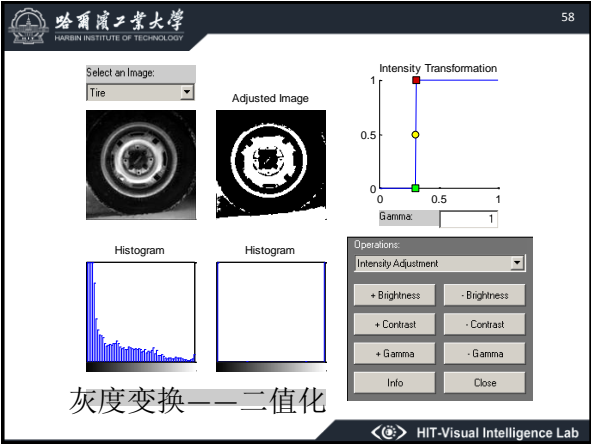 哈爾濱工業大學
HARBIN INSTITUTE OF TECHNOLOGY
58
Select an Image:
Tire
Adjusted Image
Intensity Transformation
1
0.5
0
0
0.5
1
Gamma:
1
Histogram
Histogram
Operations:
Intensity Adjustment
+ Brightness
- Brightness
+ Contrast
- Contrast
+ Gamma
- Gamma
Info
Close
灰度变换——二值化
HIT-Visual Intelligence Lab